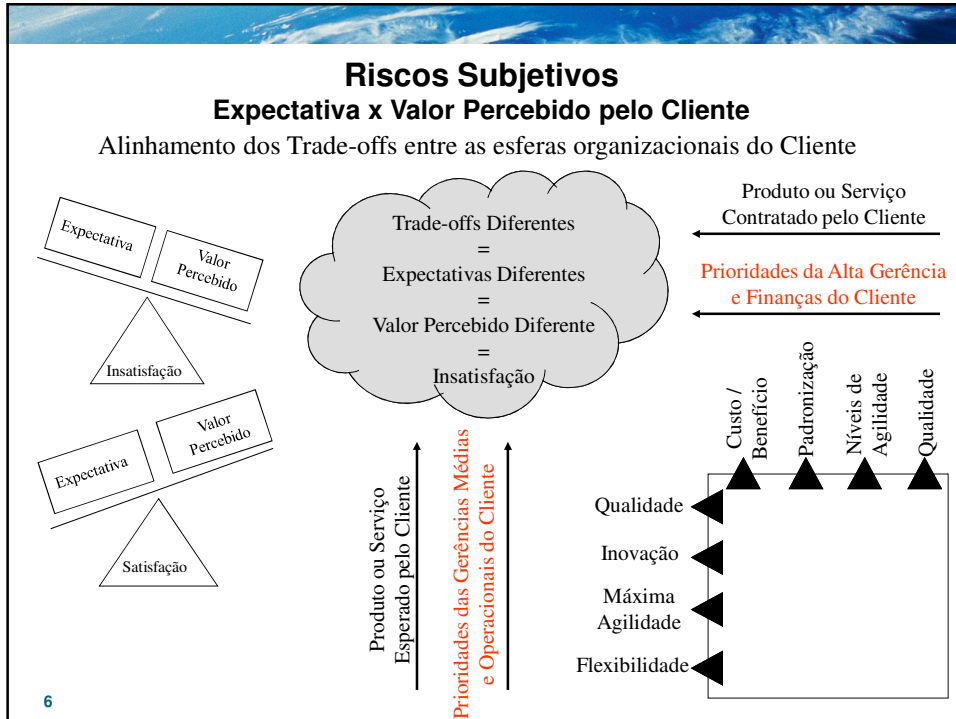 Riscos Subjetivos
Expectativa x Valor Percebido pelo Cliente
Alinhamento dos Trade-offs entre as esferas organizacionais do Cliente
Expectativa
Valor
Percebido
Insatisfação
Expectativa
Valor
Percebido
Satisfação
Trade-offs Diferentes
=
Expectativas Diferentes
=
Valor Percebido Diferente
=
Insatisfação
Produto ou Serviço
Contratado pelo Cliente
Prioridades da Alta Gerência
e Finanças do Cliente
Produto ou Serviço
Esperado pelo Cliente
Prioridades das Gerências Médias
e Operacionais do Cliente
Custo /
Benefício
Padronização
Níveis de
Agilidade
Qualidade
Qualidade
Inovação
Máxima
Agilidade
Flexibilidade
6